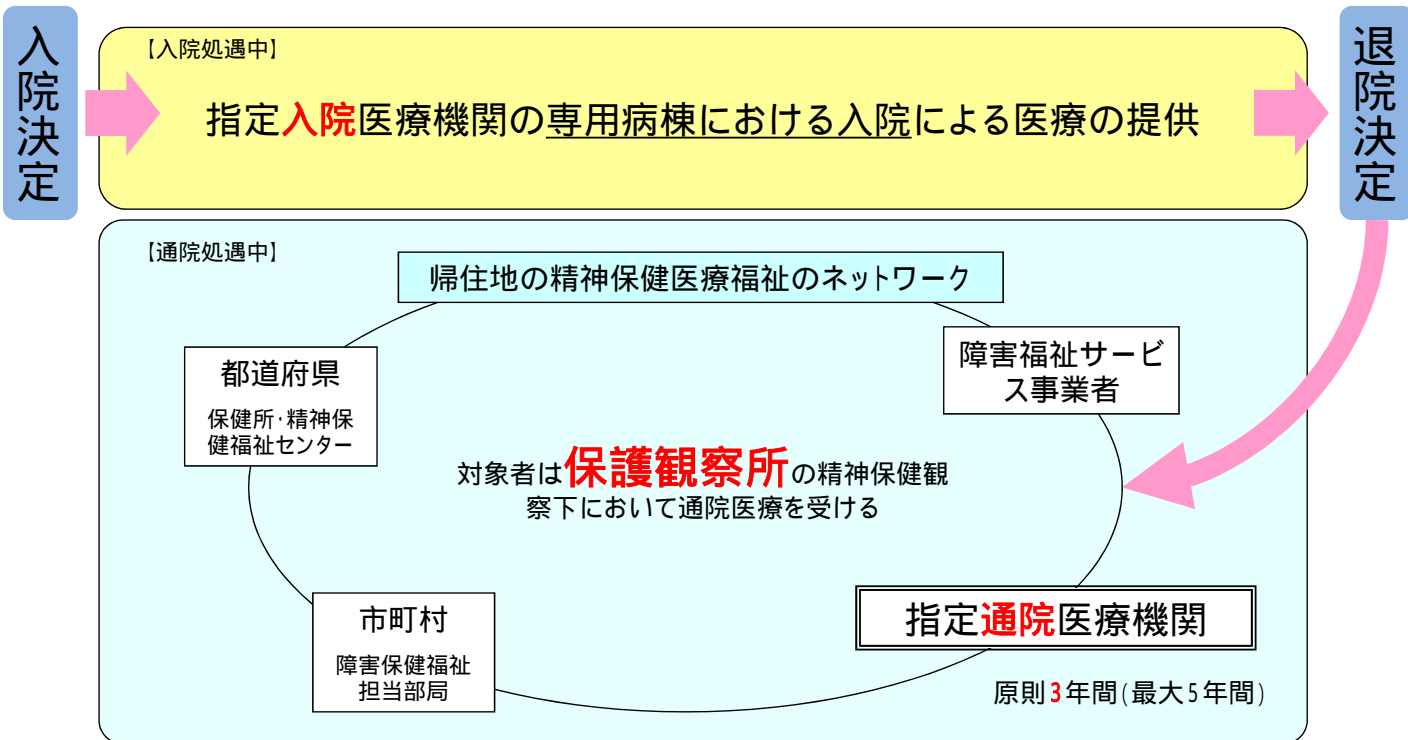 入院決定
【入院処遇中】
指定入院医療機関の専用病棟における入院による医療の提供
退院決定
【通院処遇中】
帰住地の精神保健医療福祉のネットワーク
都道府県
保健所・精神保
健福祉センター
障害福祉サービ
ス事業者
対象者は保護観察所の精神保健観
察下において通院医療を受ける
市町村
障害保健福祉
担当部局
指定通院医療機関
原則3年間(最大5年間)